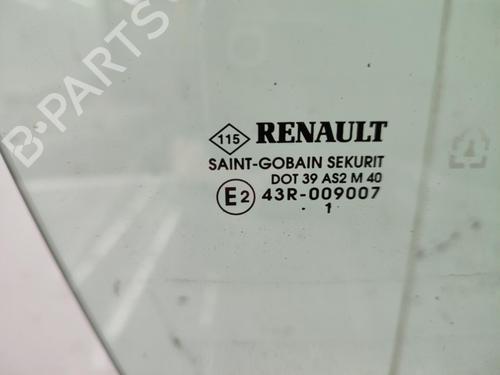 B-PARTS
115 RENAULT
SAINT-GOBAIN SEKURIT
DOT 39 AS2 M 40
E2 43R-009007
. 1